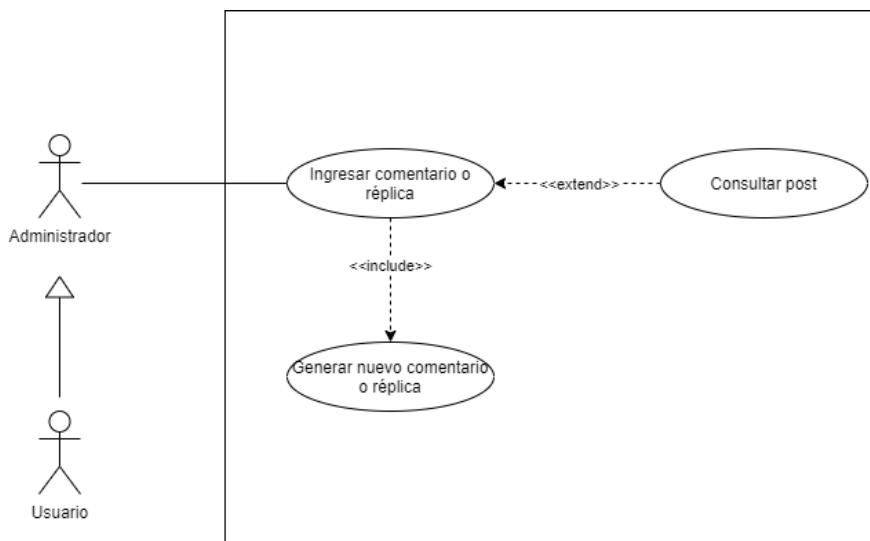 Ingresar comentario o
réplica
<<extend>>
Consultar post
Administrador
<<include>>
Generar nuevo comentario
o réplica
Usuario